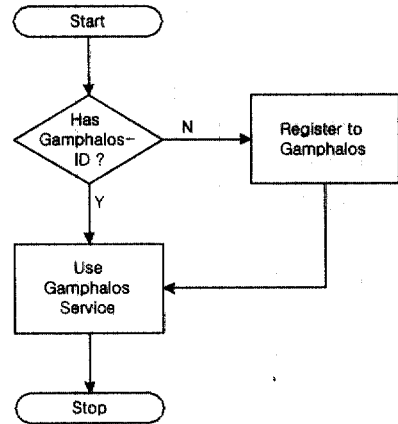 Start
Has
Gamphalos-
ID ?
N
Register to
Gamphalos
Y
Use
Gamphalos
Service
Stop